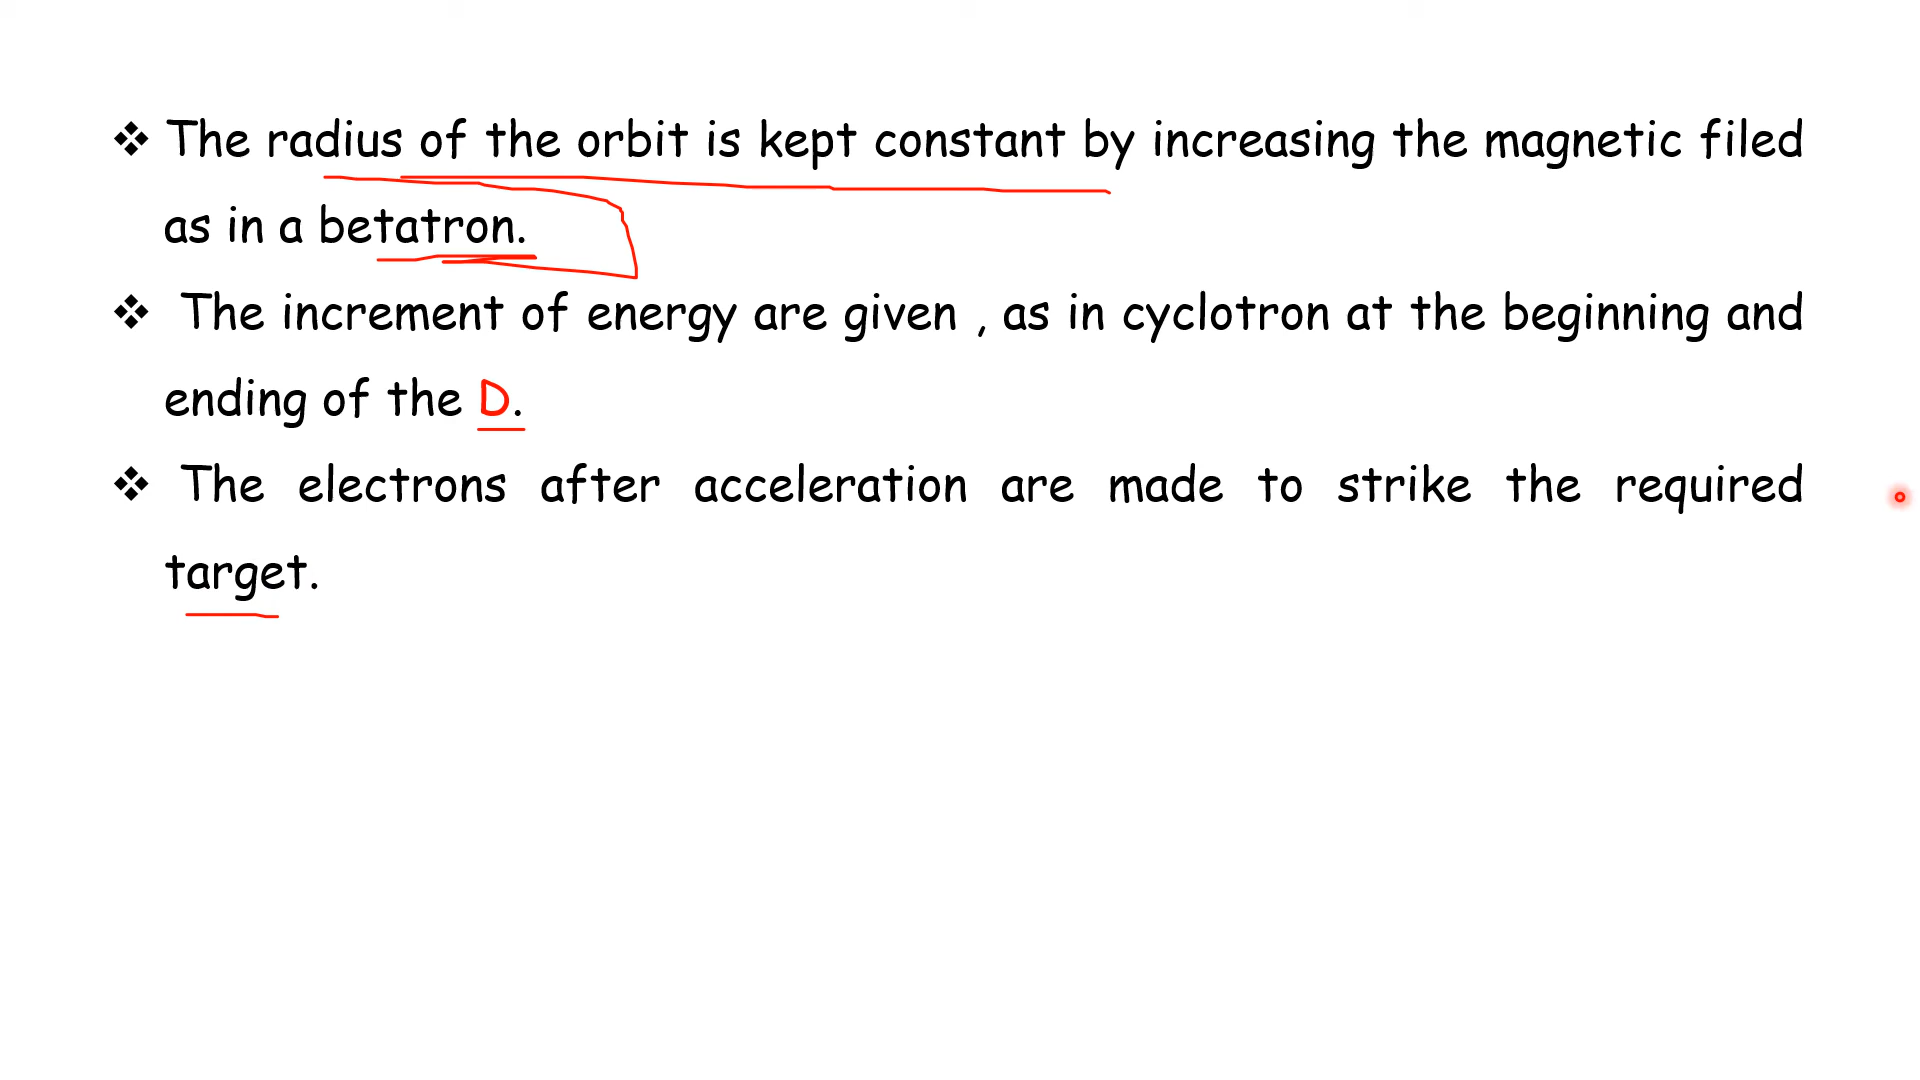 ❖ The radius of the orbit is kept constant by increasing the magnetic filed
as in a betatron.
❖ The increment of energy are given , as in cyclotron at the beginning and
ending of the D.
❖ The electrons after acceleration are made to strike the required
target.